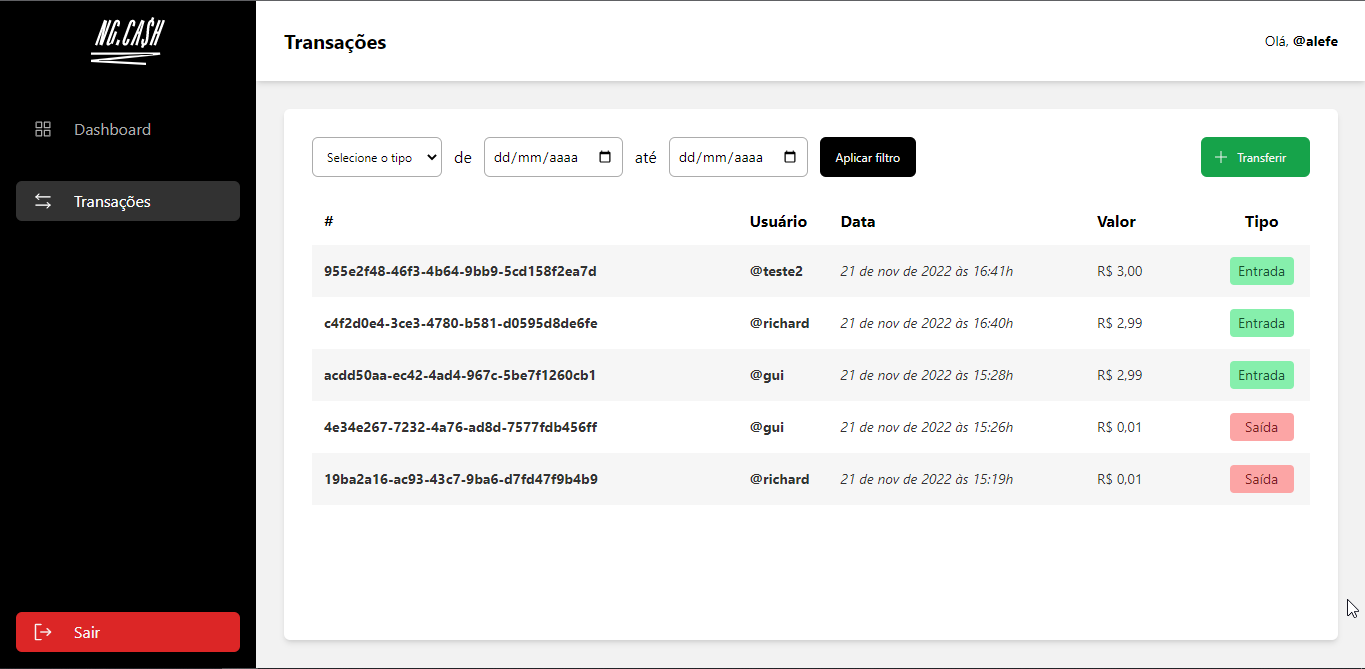 NG.CA$H
Transações
Olá, @alefe
Dashboard
Transações
Selecione o tipo de dd/mm/aaaa até dd/mm/aaaa Aplicar filtro Transferir
# Usuário Data Valor Tipo
955e2f48-46f3-4b64-9bb9-5cd158f2ea7d @teste2 21 de nov de 2022 às 16:41h R$ 3,00 Entrada
c4f2d0e4-3ce3-4780-b581-d0595d8de6fe @richard 21 de nov de 2022 às 16:40h R$ 2,99 Entrada
acdd50aa-ec42-4ad4-967c-5be7f1260cb1 @gui 21 de nov de 2022 às 15:28h R$ 2,99 Entrada
4e34e267-7232-4a76-ad8d-7577fdb456ff @gui 21 de nov de 2022 às 15:26h R$ 0,01 Saída
19ba2a16-ac93-43c7-9ba6-d7fd47f9b4b9 @richard 21 de nov de 2022 às 15:19h R$ 0,01 Saída
Sair